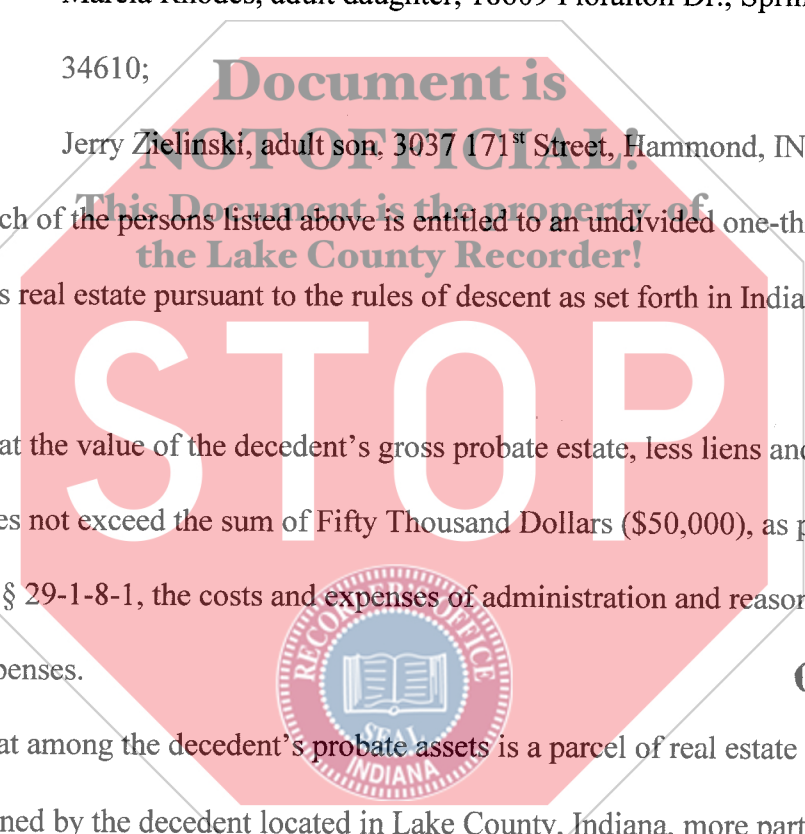 Marcia Rhodes, adult daughter, Dr., Spri
34610;
Document is
NOT OFFICIAL!
Jerry Zielinski, adult son, 3037 171st Street, Hammond, IN
This Document is the property of
ch of the persons listed above is entitled to an undivided one-th
the Lake County Recorder!
s real estate pursuant to the rules of descent as set forth in India
STOP
at the value of the decedent's gross probate estate, less liens and
es not exceed the sum of Fifty Thousand Dollars ($50,000), as p
§ 29-1-8-1, the costs and expenses of administration and reason
RECORDER'S OFFICE
SEAL
INDIANA
penses.
at among the decedent's probate assets is a parcel of real estate
ned by the decedent located in Lake County, Indiana, more part